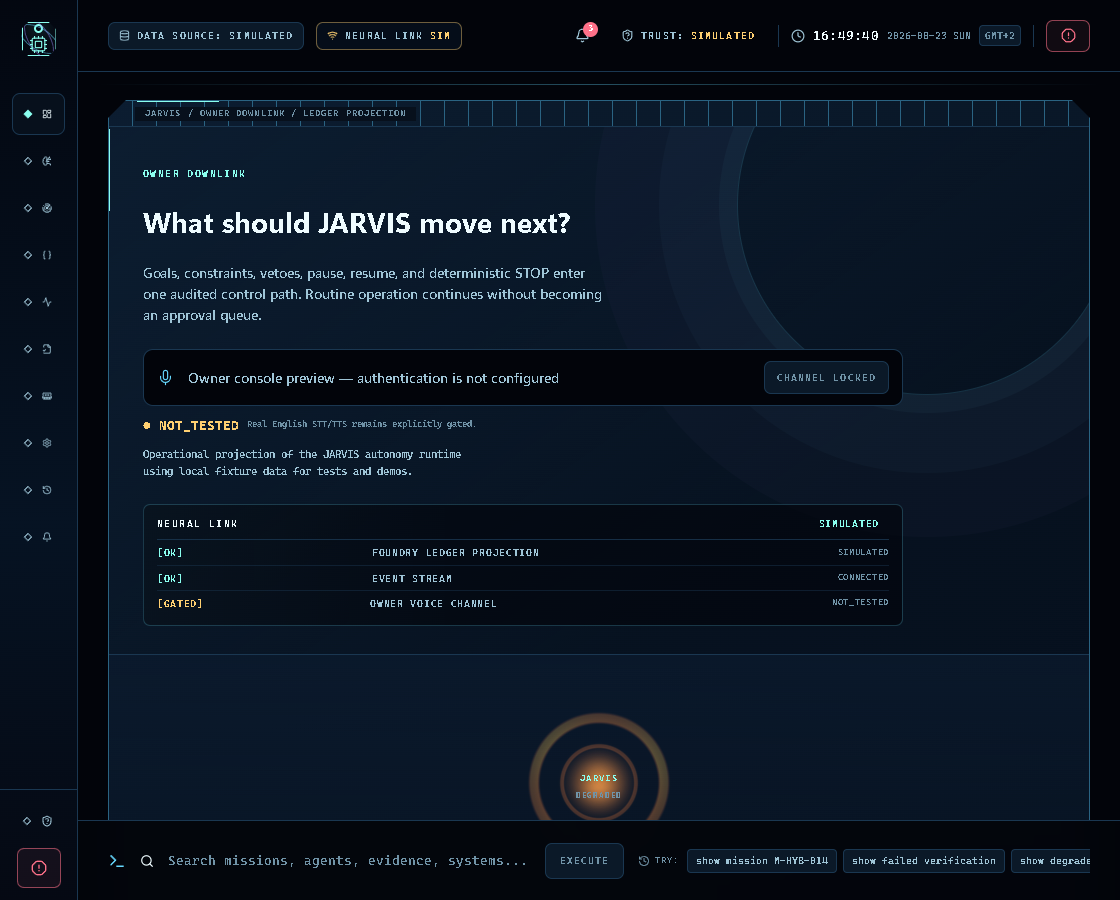 DATA SOURCE: SIMULATED
NEURAL LINK SIM
3
TRUST: SIMULATED
16:49:40 2026-08-23 SUN GMT+2
JARVIS / OWNER DOWNLINK / LEDGER PROJECTION
OWNER DOWNLINK
What should JARVIS move next?
Goals, constraints, vetoes, pause, resume, and deterministic STOP enter
one audited control path. Routine operation continues without becoming
an approval queue.
Owner console preview — authentication is not configured
CHANNEL LOCKED
NOT_TESTED Real English STT/TTS remains explicitly gated.
Operational projection of the JARVIS autonomy runtime
using local fixture data for tests and demos.
NEURAL LINK SIMULATED
[OK] FOUNDRY LEDGER PROJECTION SIMULATED
[OK] EVENT STREAM CONNECTED
[GATED] OWNER VOICE CHANNEL NOT_TESTED
JARVIS
DEGRADED
Search missions, agents, evidence, systems...
EXECUTE
TRY:
show mission M-HYB-014
show failed verification
show degrade